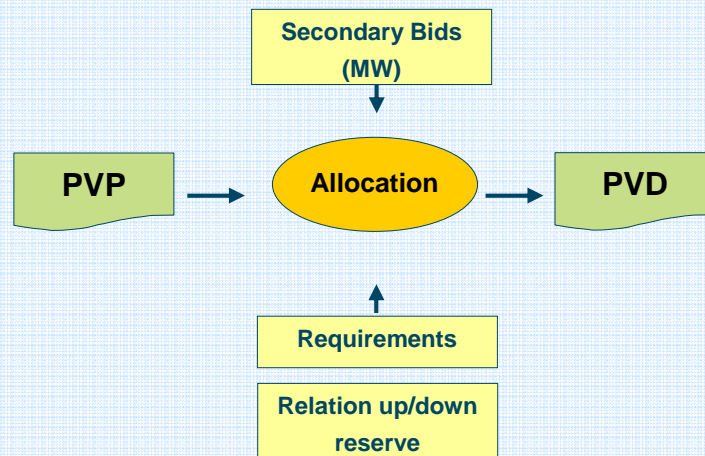 Secondary Bids
(MW)
PVP
Allocation
PVD
Requirements
Relation up/down
reserve